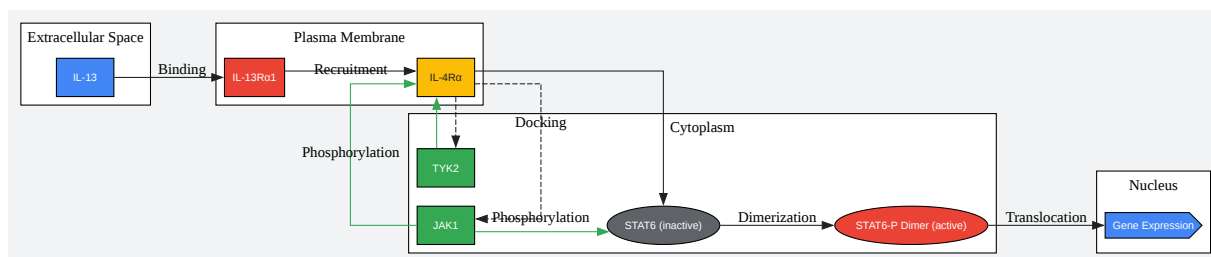 Extracellular Space
Plasma Membrane
IL-13
Binding
IL-13Rα1
Recruitment
IL-4Rα
Docking
Cytoplasm
Phosphorylation
TYK2
JAK1
Phosphorylation
STAT6 (inactive)
Dimerization
STAT6-P Dimer (active)
Translocation
Nucleus
Gene Expression